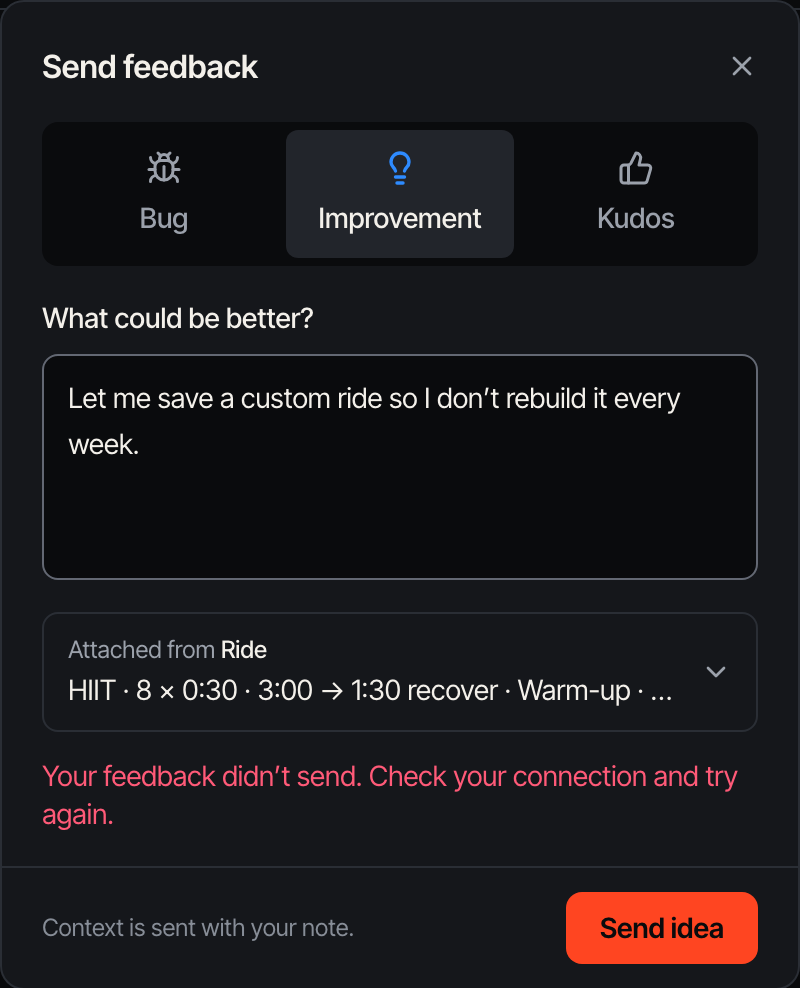 Send feedback
Bug
Improvement
Kudos
What could be better?
Let me save a custom ride so I don’t rebuild it every
week.
Attached from Ride
HIIT · 8 × 0:30 · 3:00 → 1:30 recover · Warm-up · ...
Your feedback didn’t send. Check your connection and try
again.
Context is sent with your note.
Send idea